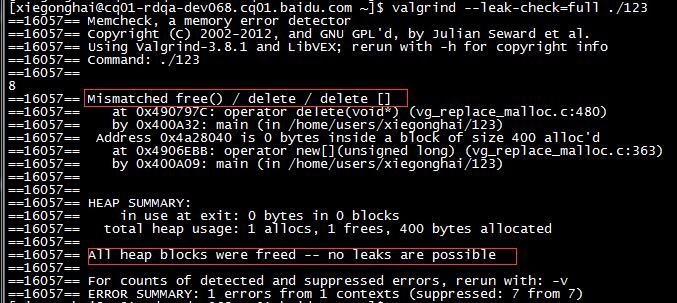 [xiegonghai@cq01-rdqa-dev068.cq01.baidu.com ~]$ valgrind --leak-check=full ./123
==16057== Memcheck, a memory error detector
==16057== Copyright (C) 2002-2012, and GNU GPL'd, by Julian Seward et al.
==16057== Using Valgrind-3.8.1 and LibVEX; rerun with -h for copyright info
==16057== Command: ./123
==16057==
8
==16057== Mismatched free() / delete / delete []
==16057==    at 0x490797C: operator delete(void*) (vg_replace_malloc.c:480)
==16057==    by 0x400A32: main (in /home/users/xiegonghai/123)
==16057==  Address 0x4a28040 is 0 bytes inside a block of size 400 alloc'd
==16057==    at 0x4906EBB: operator new[](unsigned long) (vg_replace_malloc.c:363)
==16057==    by 0x400A09: main (in /home/users/xiegonghai/123)
==16057==
==16057==
==16057== HEAP SUMMARY:
==16057==     in use at exit: 0 bytes in 0 blocks
==16057==   total heap usage: 1 allocs, 1 frees, 400 bytes allocated
==16057==
==16057== All heap blocks were freed -- no leaks are possible
==16057==
==16057== For counts of detected and suppressed errors, rerun with: -v
==16057== ERROR SUMMARY: 1 errors from 1 contexts (suppressed: 7 from 7)